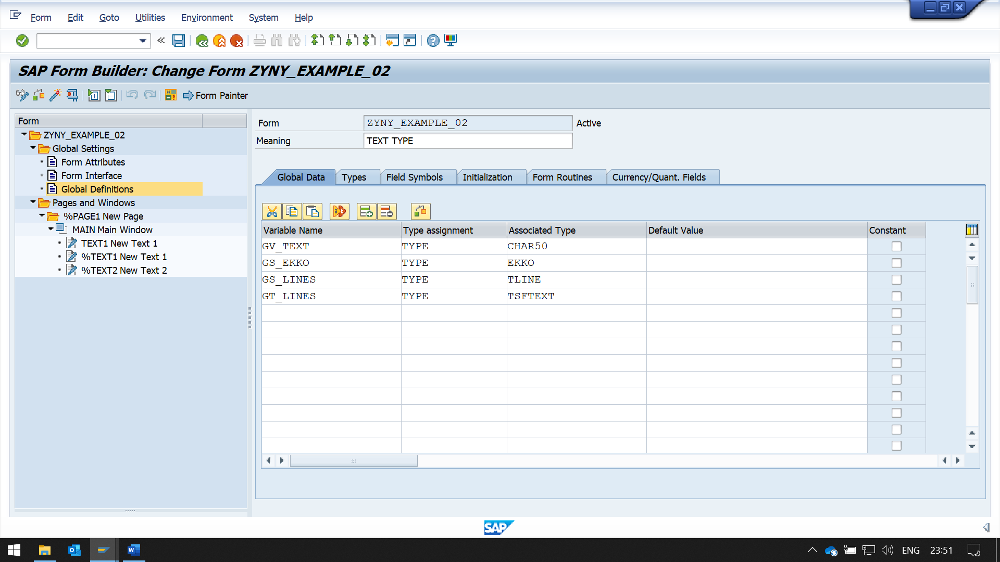 Form Edit Goto Utilities Environment System Help
SAP Form Builder: Change Form ZYNY_EXAMPLE_02
Form Painter
Form
ZYNY_EXAMPLE_02
Global Settings
Form Attributes
Form Interface
Global Definitions
Pages and Windows
%PAGE1 New Page
MAIN Main Window
TEXT1 New Text 1
%TEXT1 New Text 1
%TEXT2 New Text 2
Form ZYNY_EXAMPLE_02 Active
Meaning TEXT TYPE
Global Data Types Field Symbols Initialization Form Routines Currency/Quant. Fields
Variable Name Type assignment Associated Type Default Value Constant
GV_TEXT TYPE CHAR50
GS_EKKO TYPE EKKO
GS_LINES TYPE TLINE
GT_LINES TYPE TSFTEXT
SAP
ENG 23:51